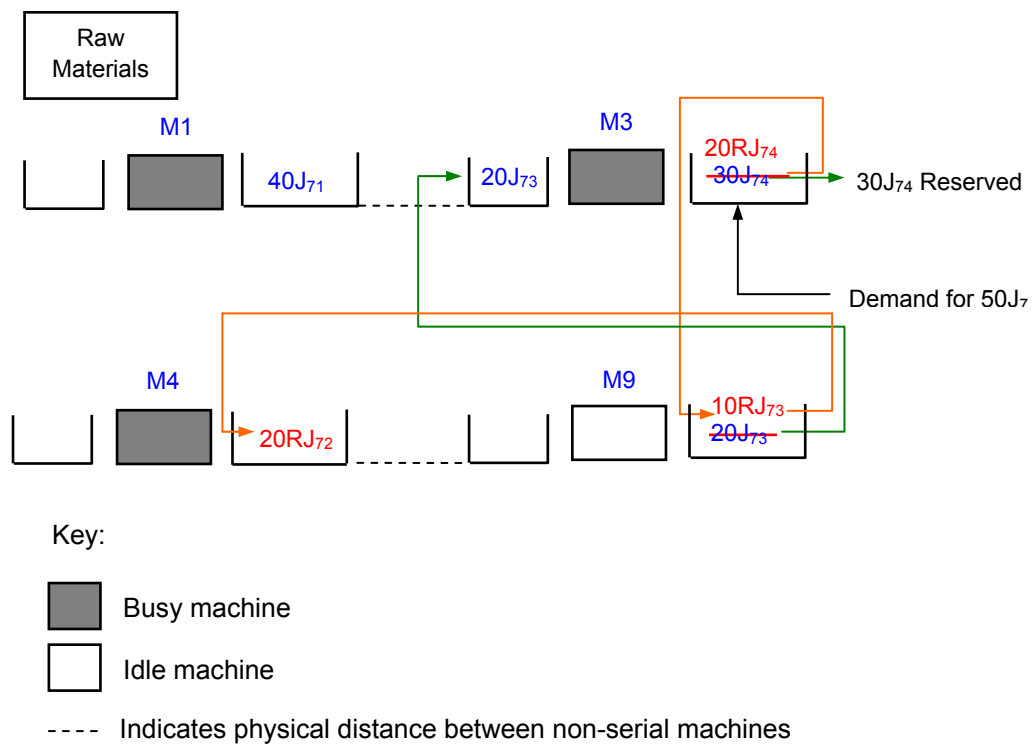 Raw
Materials
M1
M3
40J₇₁
20J₇₃
20RJ₇₄
30J₇₄
30J₇₄ Reserved
Demand for 50J₇
M4
M9
20RJ₇₂
10RJ₇₃
20J₇₃
Key:
Busy machine
Idle machine
Indicates physical distance between non-serial machines